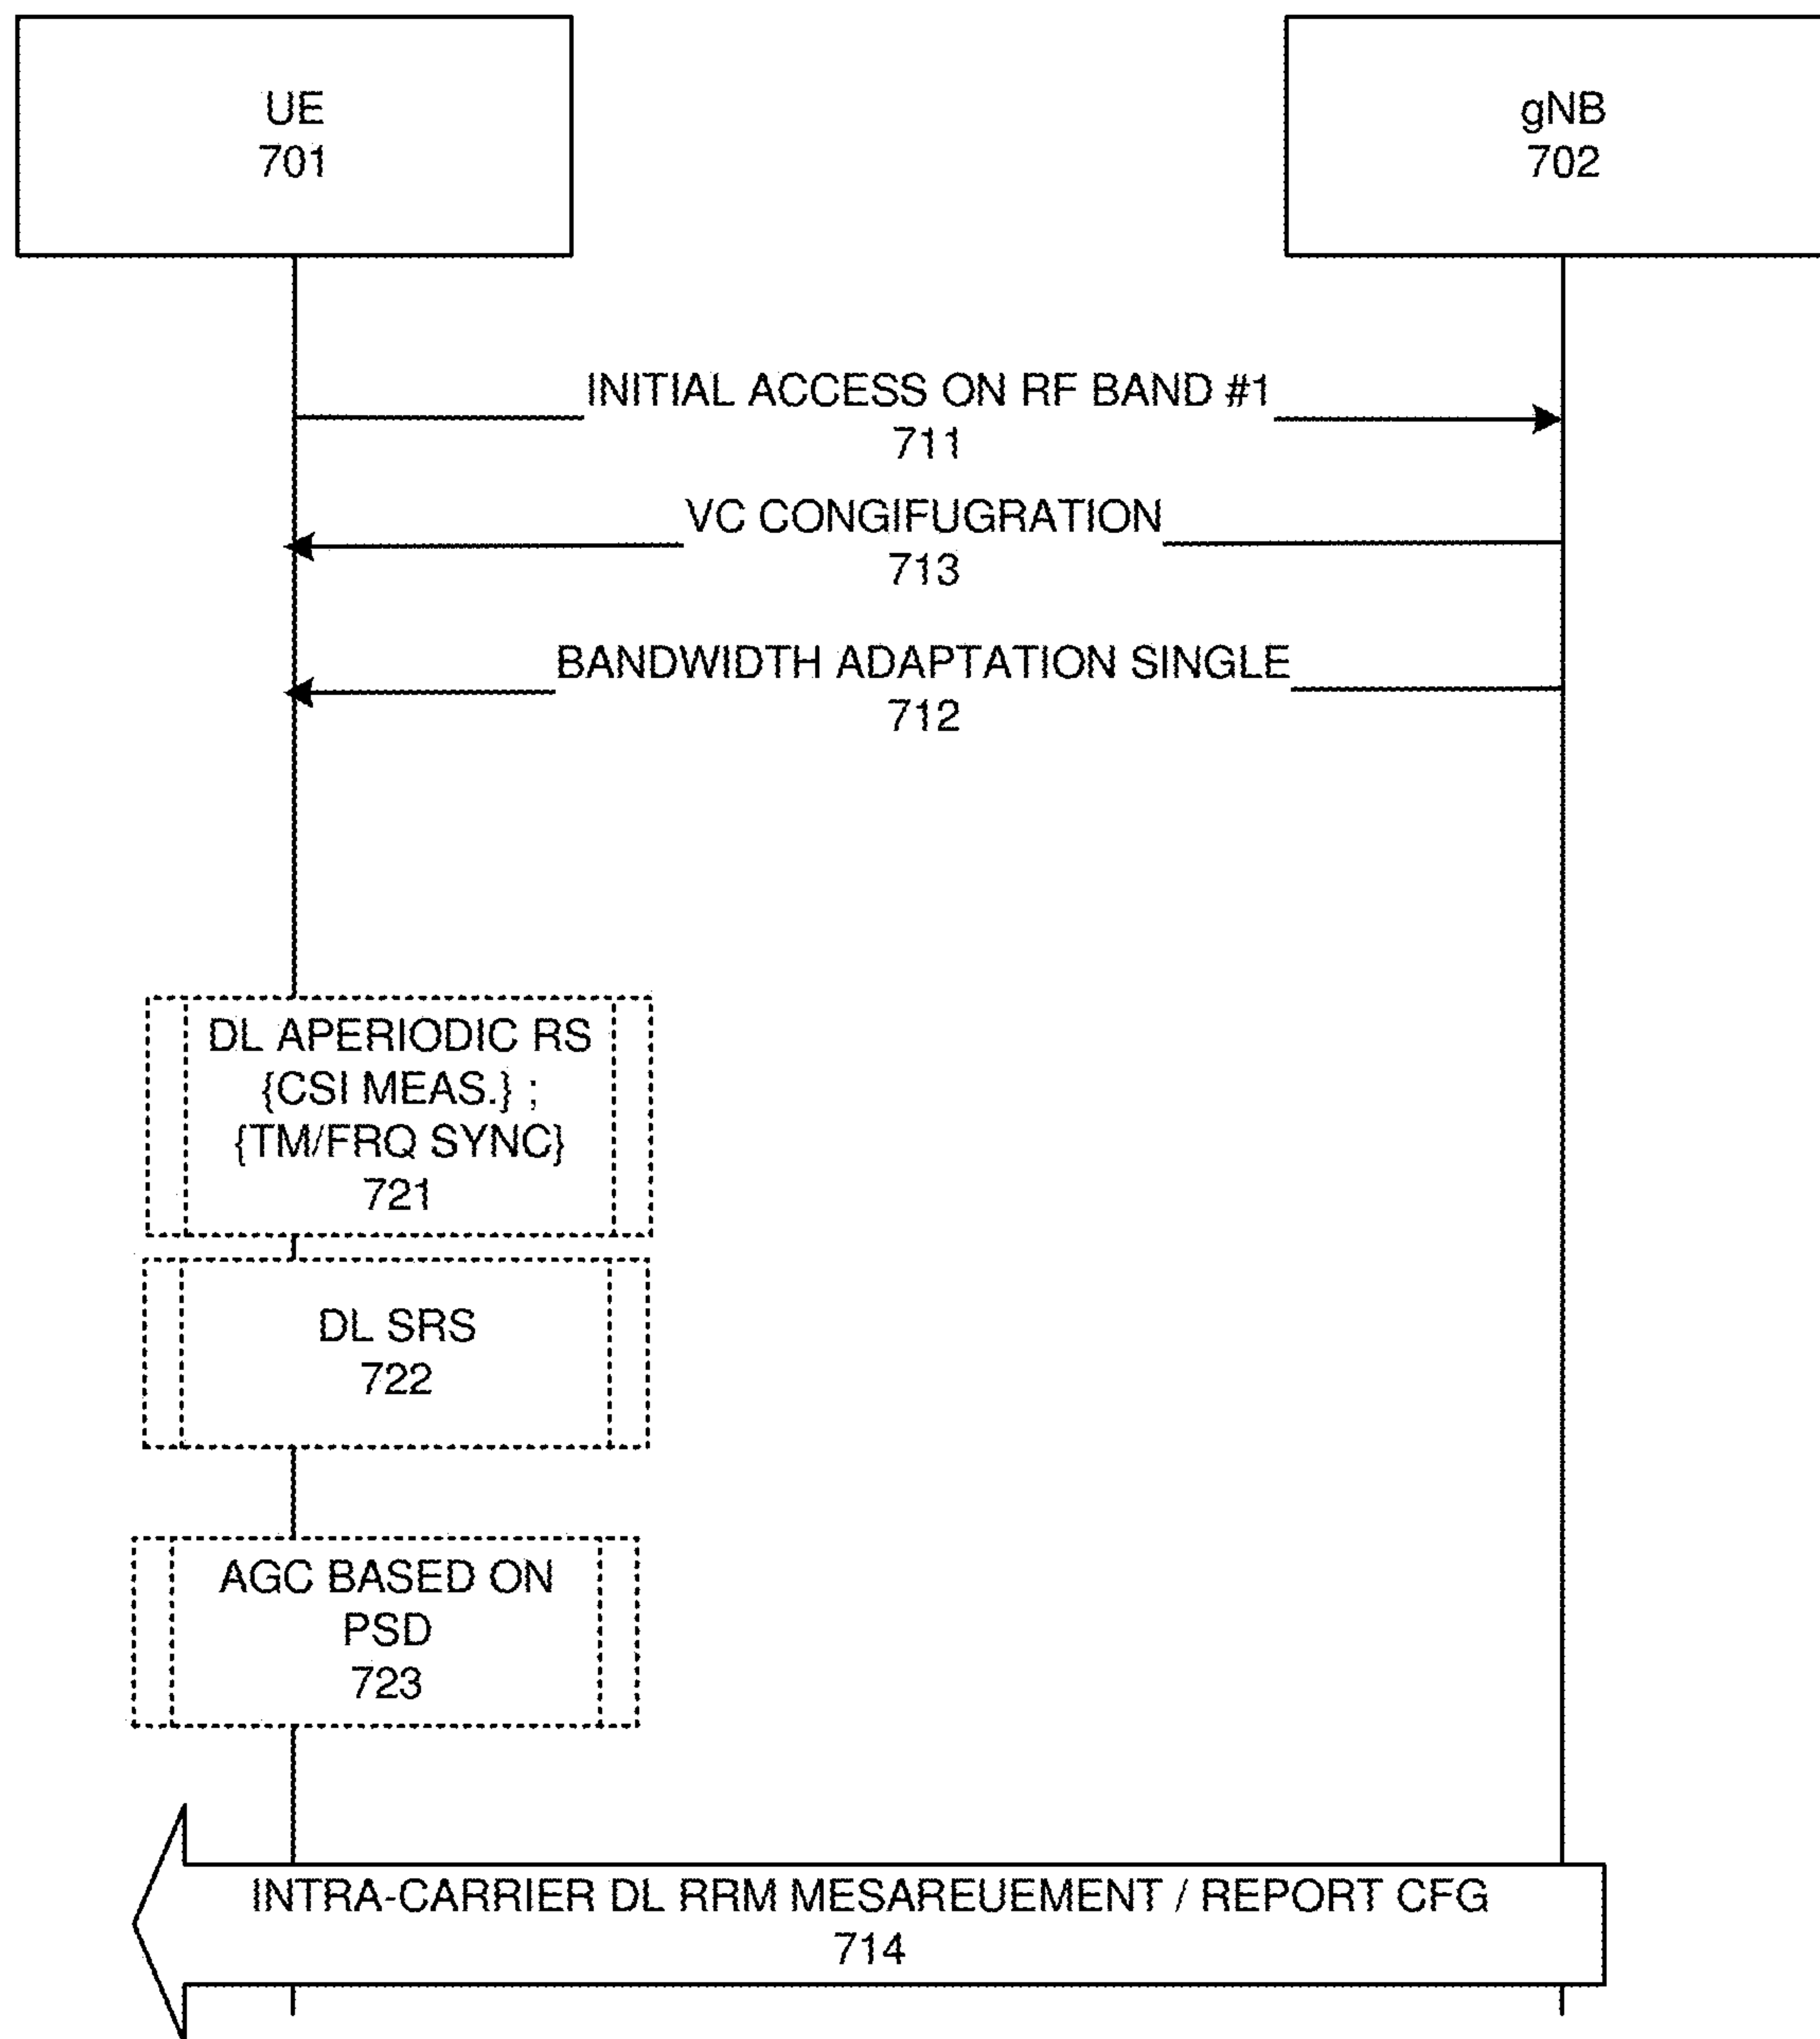 UE
701
gNB
702
INITIAL ACCESS ON RF BAND #1
711
VC CONGIFUGRATION
713
BANDWIDTH ADAPTATION SINGLE
712
DL APERIODIC RS
{CSI MEAS.} ;
{TM/FRQ SYNC}
721
DL SRS
722
AGC BASED ON
PSD
723
INTRA-CARRIER DL RRM MESAREUEMENT / REPORT CFG
714